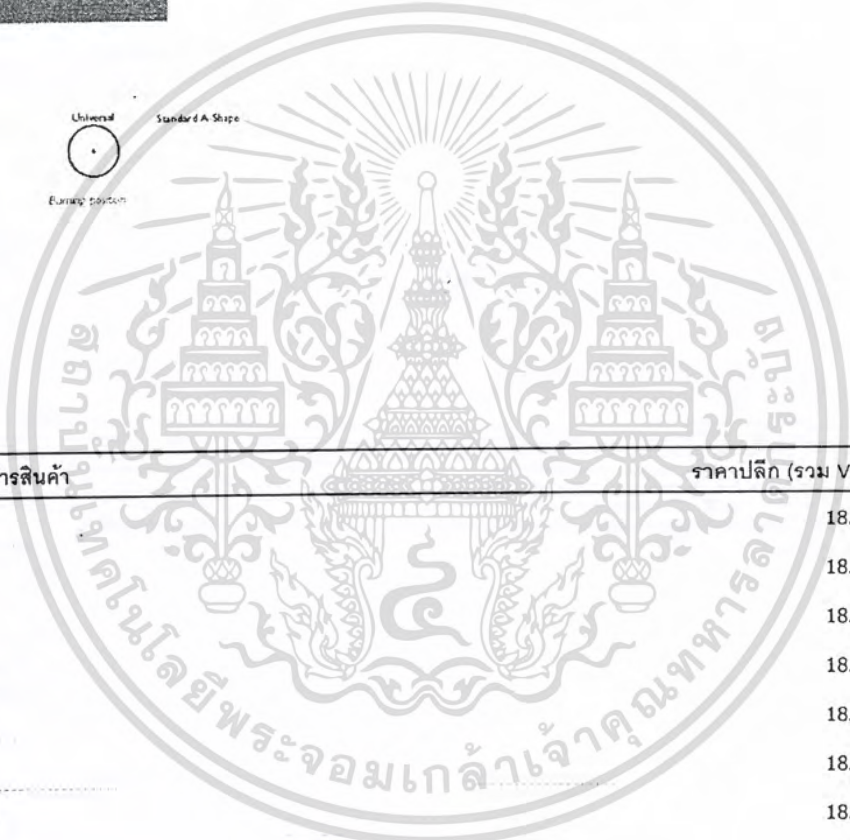 Universal
Standard A-Shape
Burning position
ารสินค้า
ราคาปลีก (รวม V
18.
18.
18.
18.
18.
18.
18.
สถาบันเทคโนโลยีพระจอมเกล้าเจ้าคุณทหารลาดกระบัง